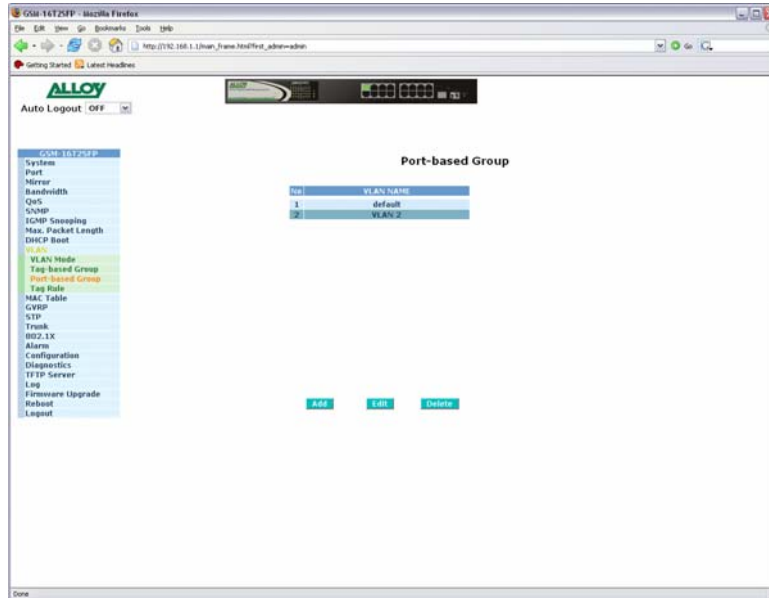 GSM-16T2SFP - Mozilla Firefox
File Edit View Go Bookmarks Tools Help
http://192.168.1.1/main_frame.html?first_admin=admin
Getting Started Latest Headlines
ALLOY
Auto Logout OFF
GSM-16T2SFP
System
Port
Mirror
Bandwidth
QoS
SNMP
IGMP Snooping
Max. Packet Length
DHCP Boot
VLAN
VLAN Mode
Tag-based Group
Port-based Group
Tag Rule
MAC Table
GVRP
STP
Trunk
802.1X
Alarm
Configuration
Diagnostics
TFTP Server
Log
Firmware Upgrade
Reboot
Logout
Port-based Group
No VLAN NAME
1 default
2 VLAN 2
Add Edit Delete
Done